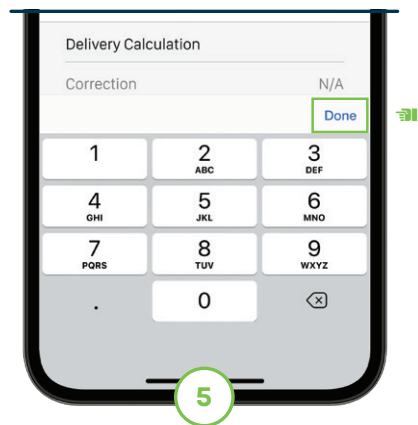 Delivery Calculation
Correction N/A
Done
1 2 3
ABC DEF
4 5 6
GHI JKL MNO
7 8 9
PQRS TUV WXYZ
. 0
5